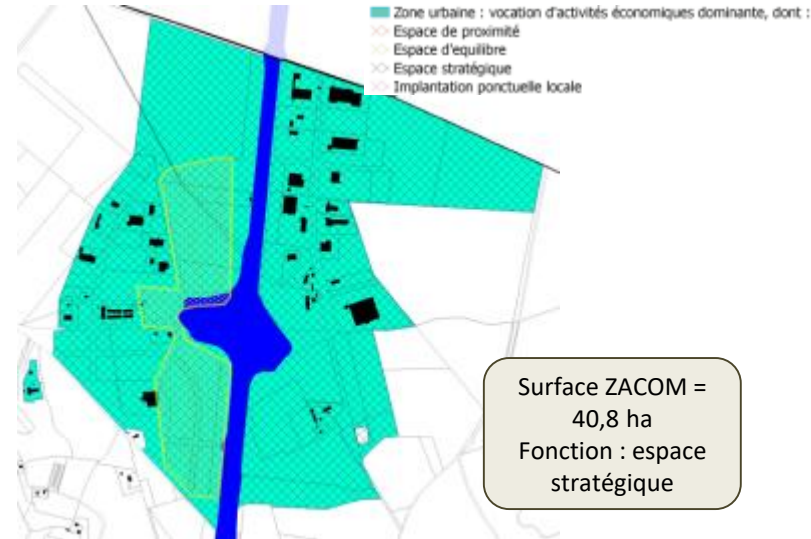 Zone urbaine : vocation d'activités économiques dominante, dont :
Espace de proximité
Espace d'equilibre
Espace stratégique
Implantation ponctuelle locale
Surface ZACOM =
40,8 ha
Fonction : espace
stratégique